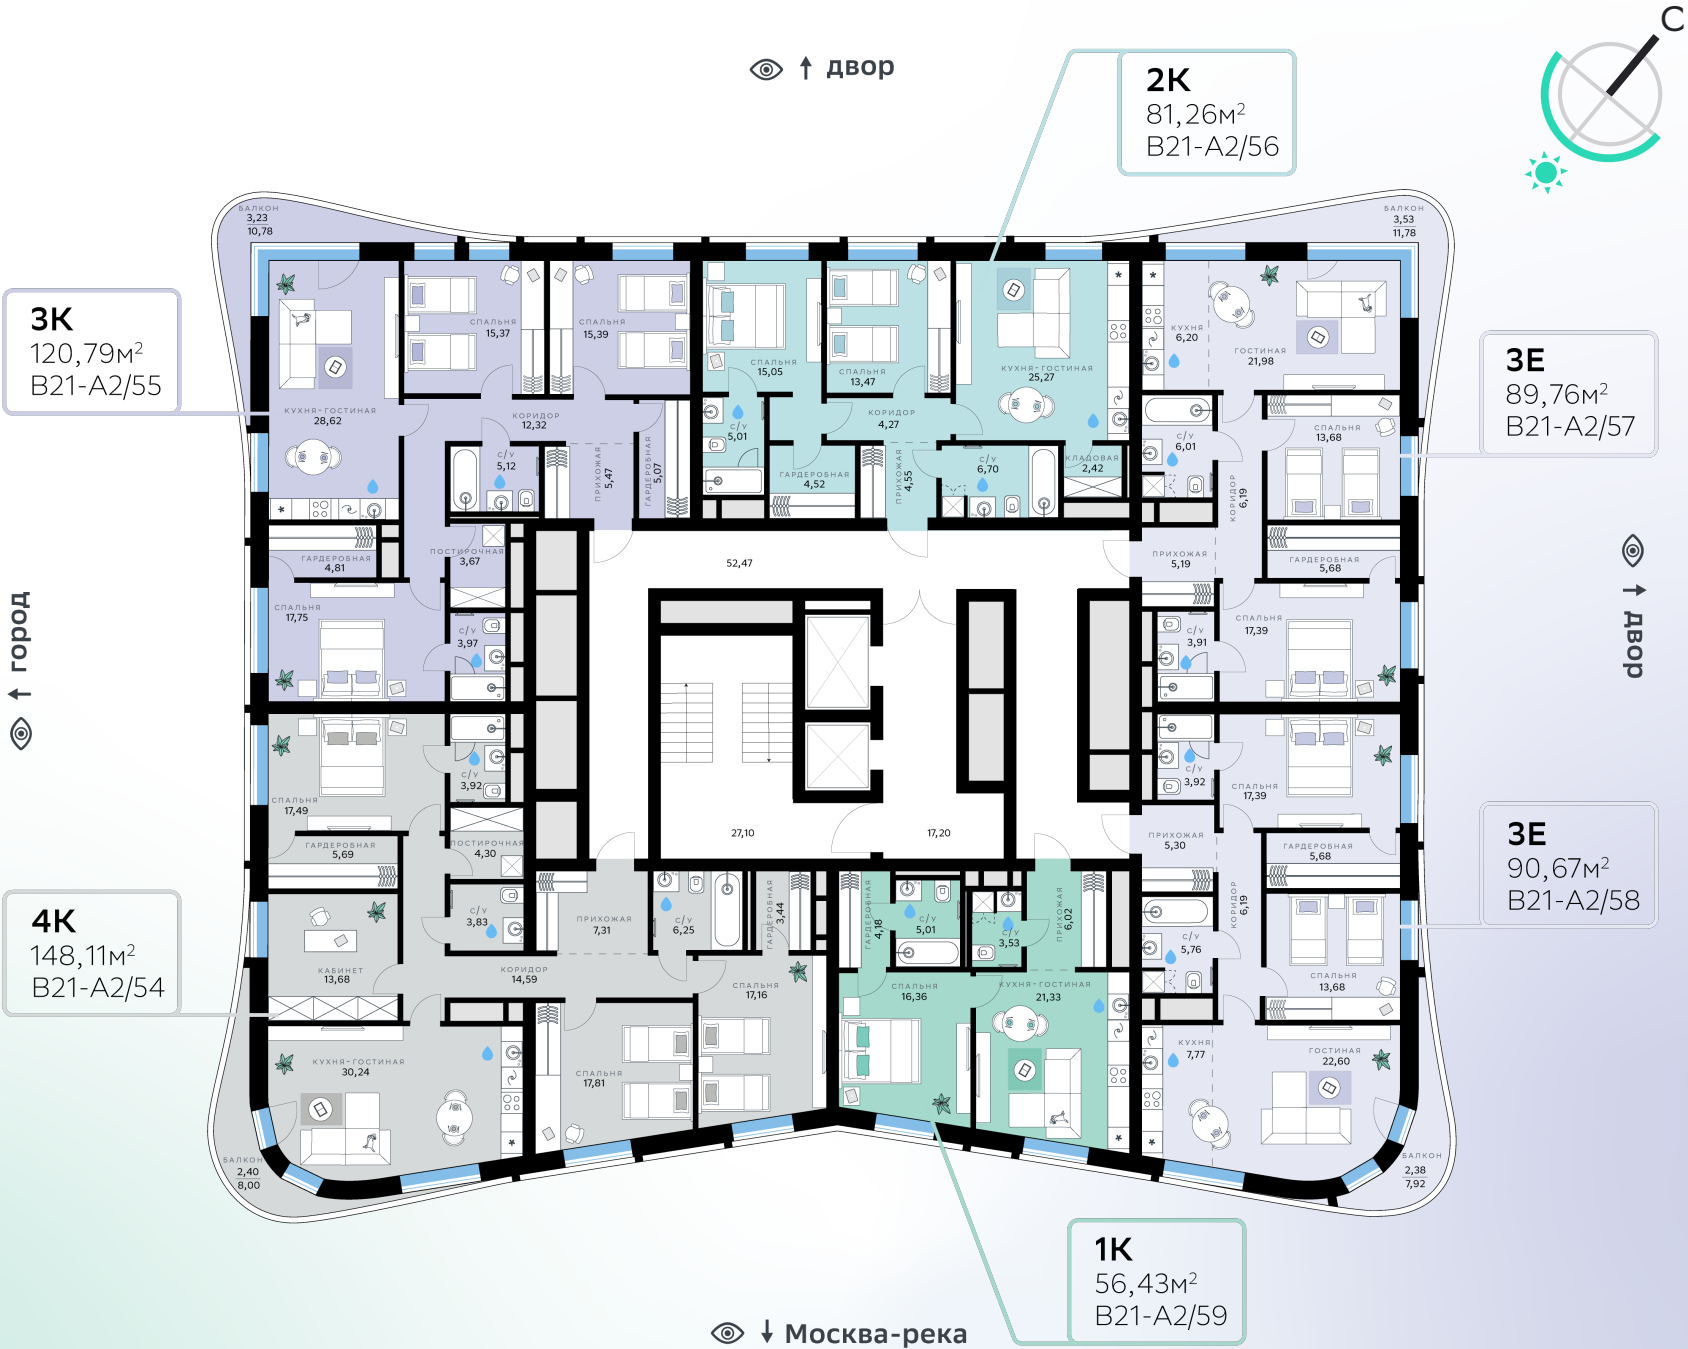 С
двор
2К
81,26м²
В21-А2/56
БАЛКОН
3,23
10,78
БАЛКОН
3,53
11,78
3К
120,79м²
В21-А2/55
СПАЛЬНЯ
15,37
СПАЛЬНЯ
15,39
КУХНЯ-ГОСТИНАЯ
28,62
КОРИДОР
12,32
С/У
5,12
ПРИХОЖАЯ
5,47
ГАРДЕРОБНАЯ
5,07
ГАРДЕРОБНАЯ
4,81
ПОСТИРОЧНАЯ
3,67
СПАЛЬНЯ
17,75
С/У
3,97
СПАЛЬНЯ
15,05
СПАЛЬНЯ
13,47
КУХНЯ-ГОСТИНАЯ
25,27
С/У
5,01
КОРИДОР
4,27
ГАРДЕРОБНАЯ
4,52
ПРИХОЖАЯ
4,55
С/У
6,70
КЛАДОВАЯ
2,42
КУХНЯ
6,20
ГОСТИНАЯ
21,98
3Е
89,76м²
В21-А2/57
СПАЛЬНЯ
13,68
С/У
6,01
КОРИДОР
6,19
ПРИХОЖАЯ
5,19
ГАРДЕРОБНАЯ
5,68
СПАЛЬНЯ
17,39
С/У
3,91
город
двор
52,47
27,10
17,20
СПАЛЬНЯ
17,49
С/У
3,92
ГАРДЕРОБНАЯ
5,69
ПОСТИРОЧНАЯ
4,30
4К
148,11м²
В21-А2/54
КАБИНЕТ
13,68
С/У
3,83
ПРИХОЖАЯ
7,31
С/У
6,25
ГАРДЕРОБНАЯ
3,44
КОРИДОР
14,59
СПАЛЬНЯ
17,16
КУХНЯ-ГОСТИНАЯ
30,24
СПАЛЬНЯ
17,81
БАЛКОН
2,40
8,00
ГАРДЕРОБНАЯ
4,18
С/У
5,01
С/У
3,53
ПРИХОЖАЯ
6,02
СПАЛЬНЯ
16,36
КУХНЯ-ГОСТИНАЯ
21,33
С/У
3,92
СПАЛЬНЯ
17,39
ПРИХОЖАЯ
5,30
ГАРДЕРОБНАЯ
5,68
3Е
90,67м²
В21-А2/58
КОРИДОР
6,19
С/У
5,76
СПАЛЬНЯ
13,68
КУХНЯ
7,77
ГОСТИНАЯ
22,60
БАЛКОН
2,38
7,92
1К
56,43м²
В21-А2/59
Москва-река